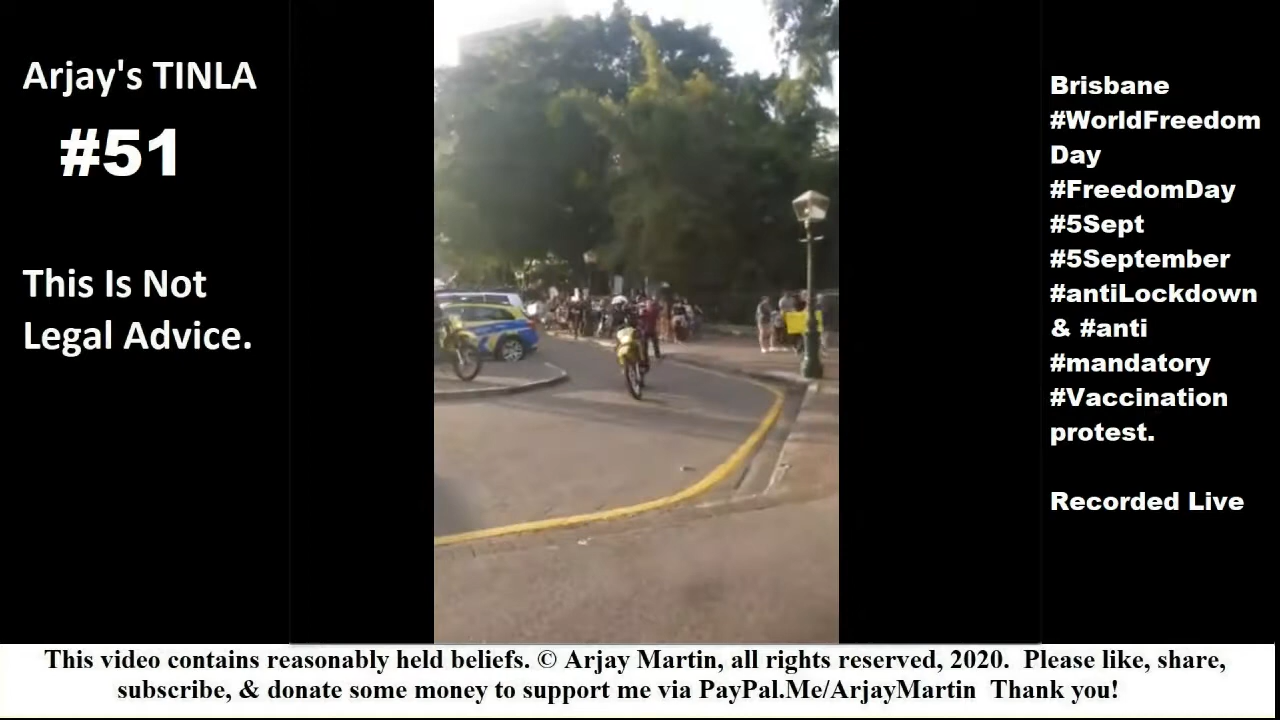 Arjay's TINLA
#51
This Is Not
Legal Advice.
Brisbane
#WorldFreedom
Day
#FreedomDay
#5Sept
#5September
#antiLockdown
& #anti
#mandatory
#Vaccination
protest.
Recorded Live
This video contains reasonably held beliefs. © Arjay Martin, all rights reserved, 2020.  Please like, share,
subscribe, & donate some money to support me via PayPal.Me/ArjayMartin  Thank you!